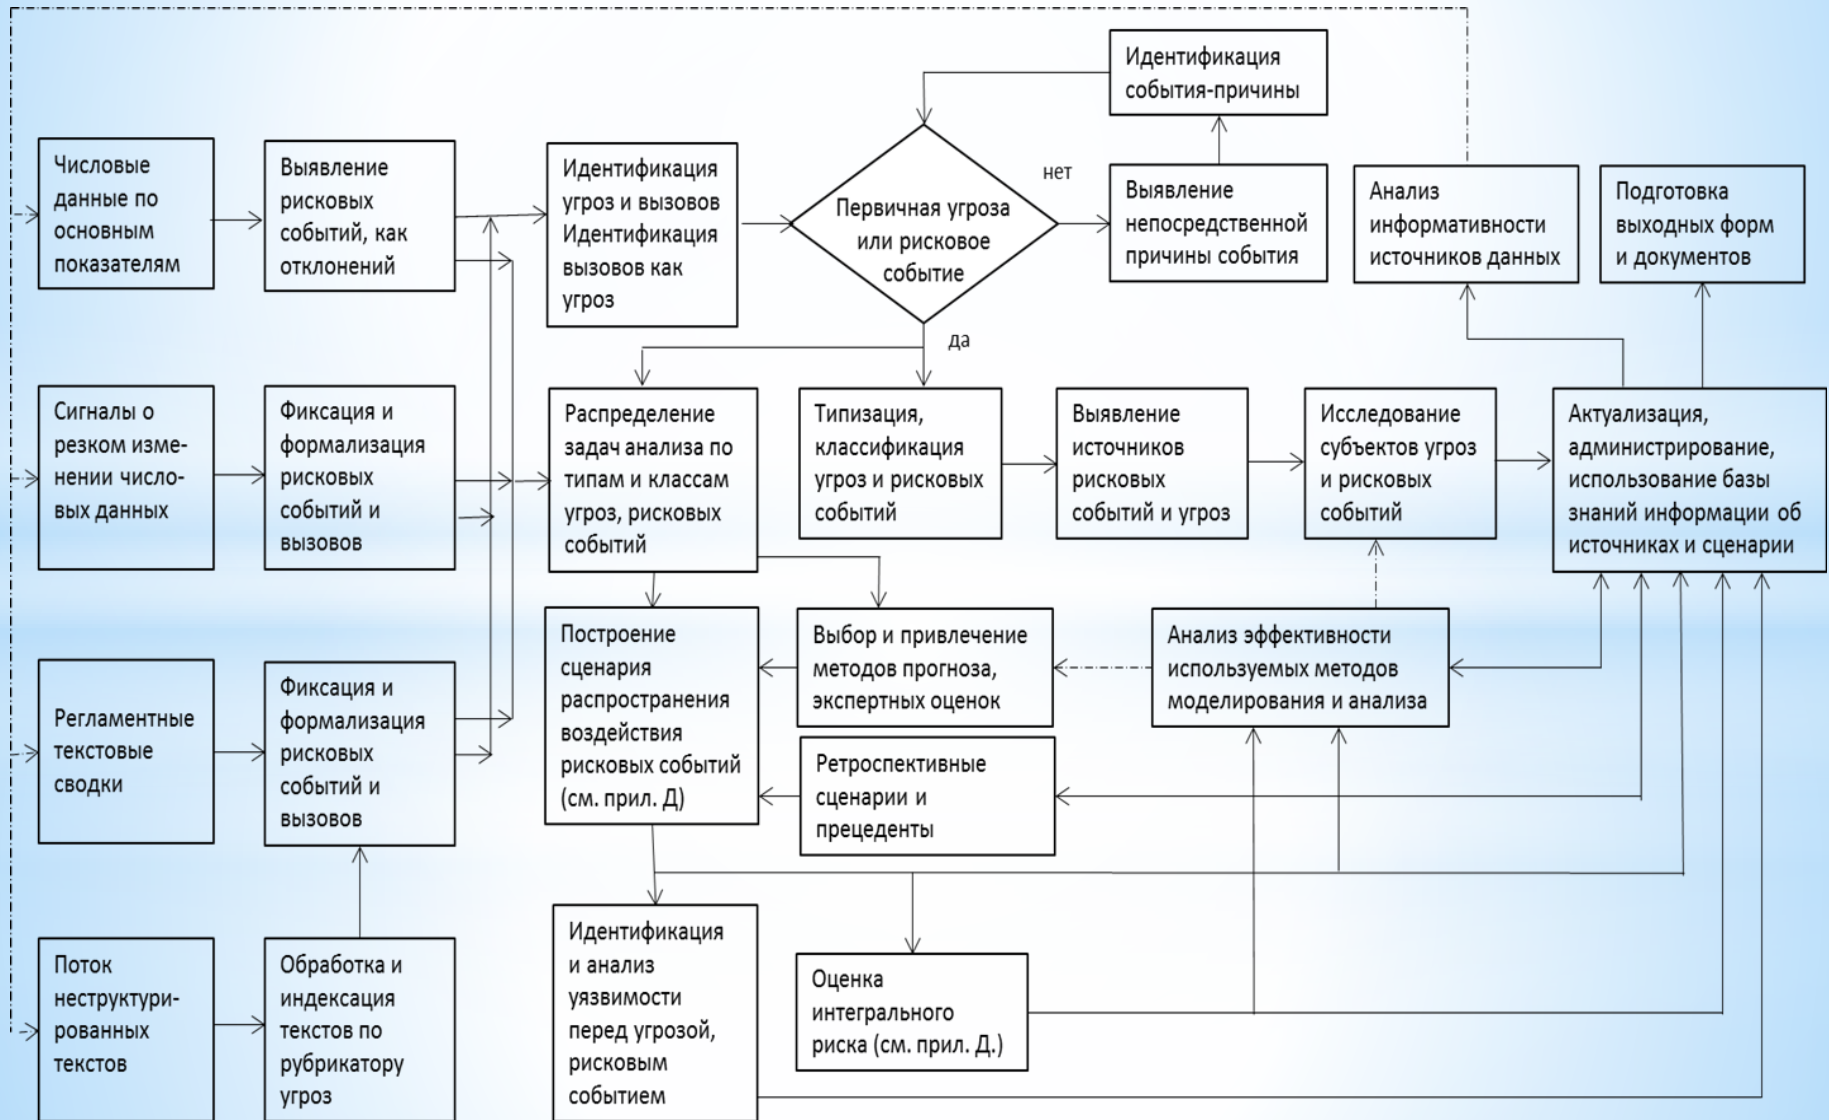 Идентификация
события-причины
Числовые
данные по
основным
показателям
Выявление
рисковых
событий, как
отклонений
Идентификация
угроз и вызовов
Идентификация
вызовов как
угроз
Первичная угроза
или рисковое
событие
нет
да
Выявление
непосредственной
причины события
Анализ
информативности
источников данных
Подготовка
выходных форм
и документов
Сигналы о
резком изме-
нении число-
вых данных
Фиксация и
формализация
рисковых
событий и
вызовов
Распределение
задач анализа по
типам и классам
угроз, рисковых
событий
Типизация,
классификация
угроз и рисковых
событий
Выявление
источников
рисковых
событий и угроз
Исследование
субъектов угроз
и рисковых
событий
Актуализация,
администрирование,
использование базы
знаний информации об
источниках и сценарии
Регламентные
текстовые
сводки
Фиксация и
формализация
рисковых
событий и
вызовов
Построение
сценария
распространения
воздействия
рисковых событий
(см. прил. Д)
Выбор и привлечение
методов прогноза,
экспертных оценок
Анализ эффективности
используемых методов
моделирования и анализа
Ретроспективные
сценарии и
прецеденты
Поток
неструктури-
рованных
текстов
Обработка и
индексация
текстов по
рубрикатору
угроз
Идентификация
и анализ
уязвимости
перед угрозой,
рисковым
событием
Оценка
интегрального
риска (см. прил. Д.)